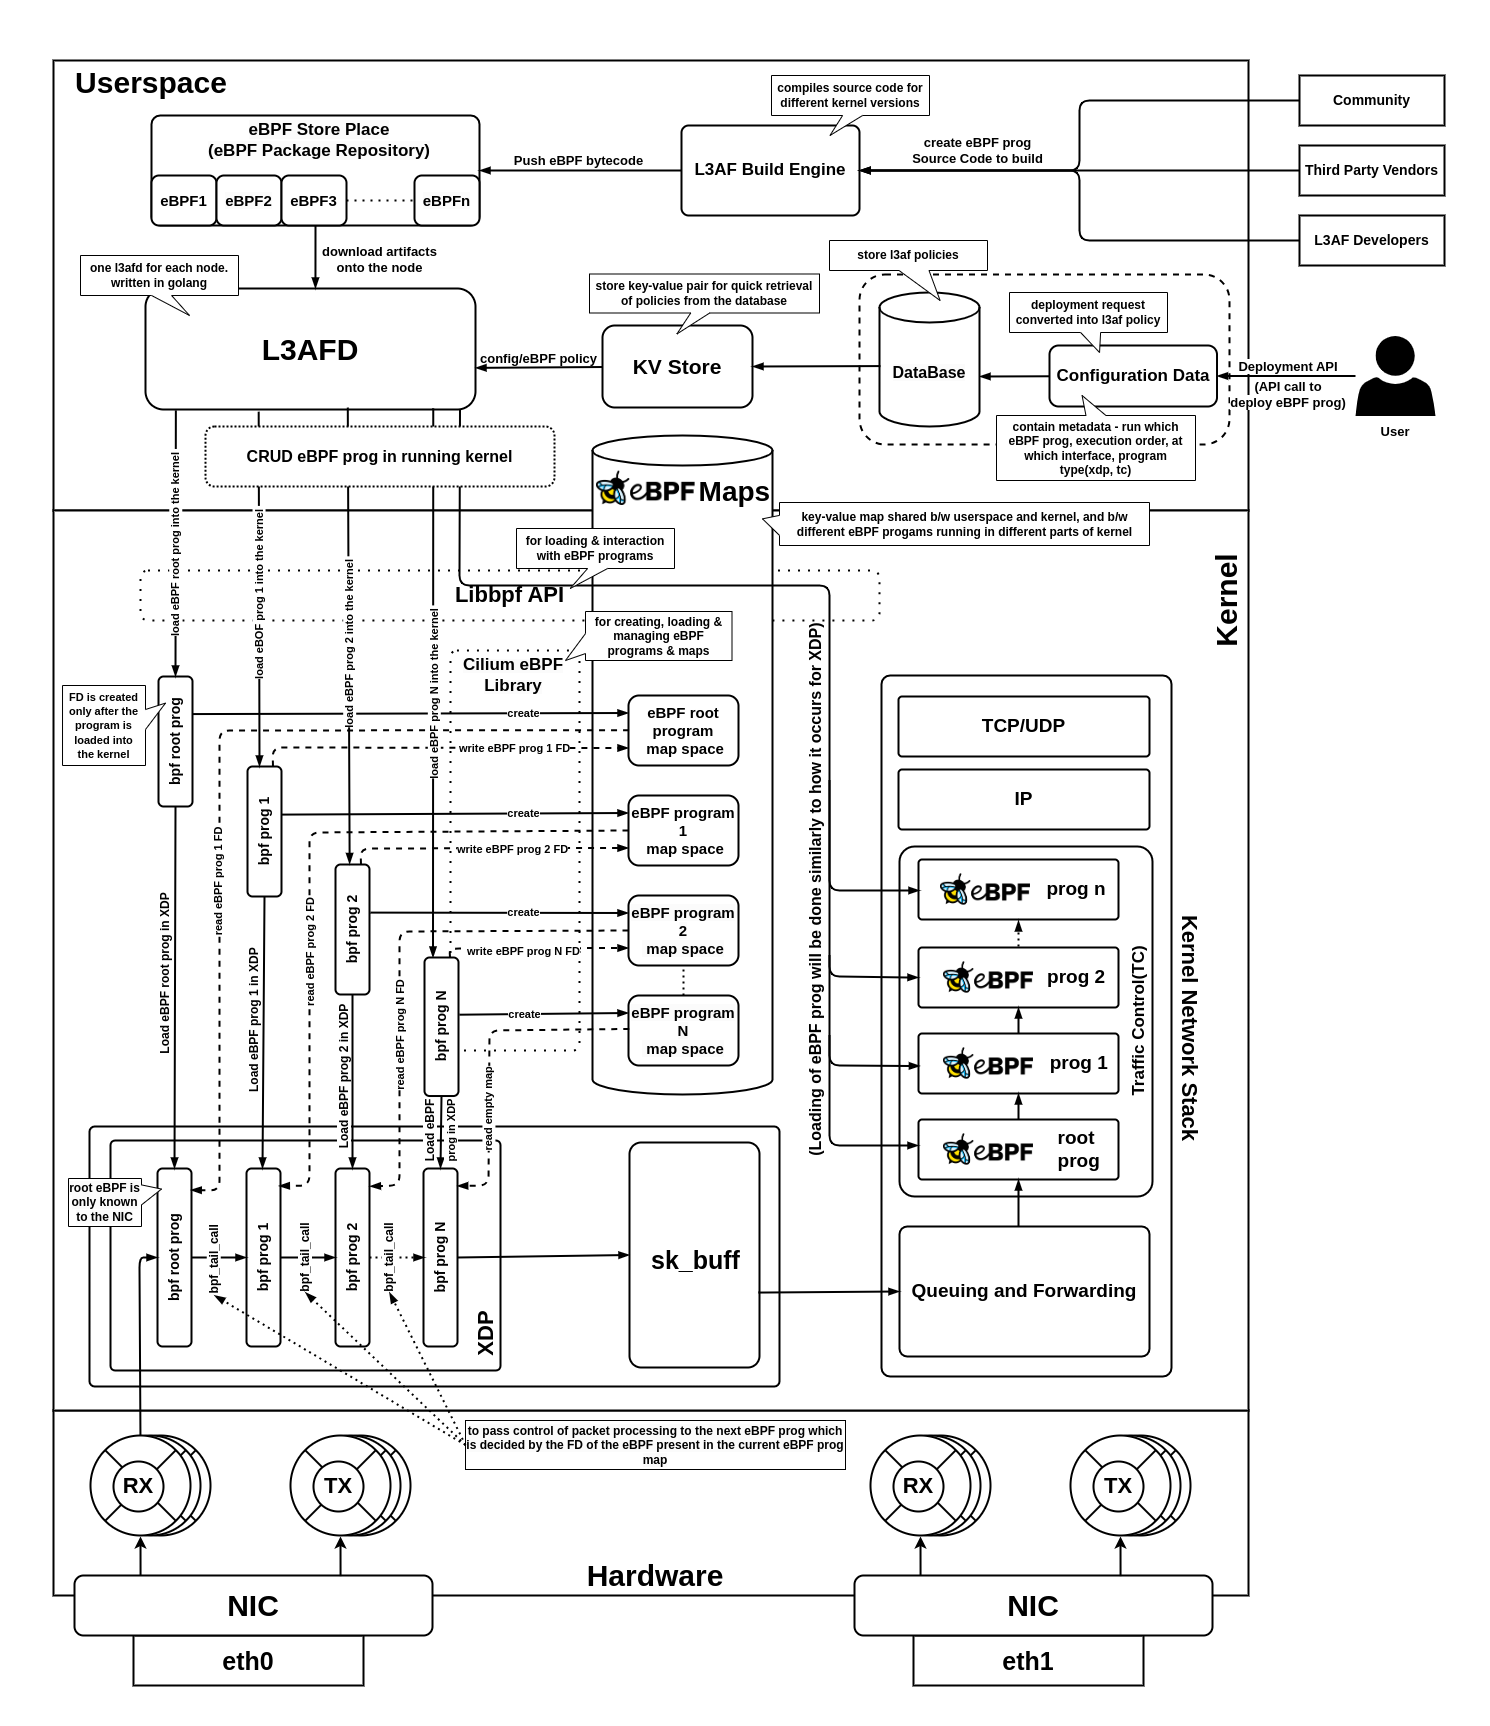 Userspace
compiles source code for
different kernel versions
Community
eBPF Store Place
(eBPF Package Repository)
eBPF1
eBPF2
eBPF3
eBPFn
Push eBPF bytecode
L3AF Build Engine
create eBPF prog
Source Code to build
Third Party Vendors
L3AF Developers
download artifacts
onto the node
one l3afd for each node.
written in golang
store l3af policies
store key-value pair for quick retrieval
of policies from the database
deployment request
converted into l3af policy
L3AFD
config/eBPF policy
KV Store
DataBase
Configuration Data
Deployment API
(API call to
deploy eBPF prog)
User
contain metadata - run which
eBPF prog, execution order, at
which interface, program
type(xdp, tc)
CRUD eBPF prog in running kernel
eBPF Maps
key-value map shared b/w userspace and kernel, and b/w
different eBPF progams running in different parts of kernel
for loading & interaction
with eBPF programs
Kernel
load eBPF root prog into the kernel
load eBOF prog 1 into the kernel
load eBPF prog 2 into the kernel
load eBPF prog N into the kernel
Libbpf API
for creating, loading &
managing eBPF
programs & maps
Cilium eBPF
Library
FD is created
only after the
program is
loaded into
the kernel
bpf root prog
bpf prog 1
bpf prog 2
bpf prog N
create
write eBPF prog 1 FD
eBPF root
program
map space
create
write eBPF prog 2 FD
eBPF program
1
map space
create
write eBPF prog N FD
eBPF program
2
map space
create
eBPF program
N
map space
(Loading of eBPF prog will be done similarly to how it occurs for XDP)
TCP/UDP
IP
eBPF prog n
eBPF prog 2
eBPF prog 1
eBPF root
prog
Traffic Control(TC)
Kernel Network Stack
Queuing and Forwarding
Load eBPF root prog in XDP
read eBPF prog 1 FD
Load eBPF prog 1 in XDP
read eBPF prog 2 FD
Load eBPF prog 2 in XDP
read eBPF prog N FD
Load eBPF
prog in XDP
read empty map
root eBPF is
only known
to the NIC
bpf root prog
bpf_tail_call
bpf prog 1
bpf_tail_call
bpf prog 2
bpf_tail_call
bpf prog N
XDP
sk_buff
to pass control of packet processing to the next eBPF prog which
is decided by the FD of the eBPF present in the current eBPF prog
map
RX
TX
RX
TX
Hardware
NIC
NIC
eth0
eth1